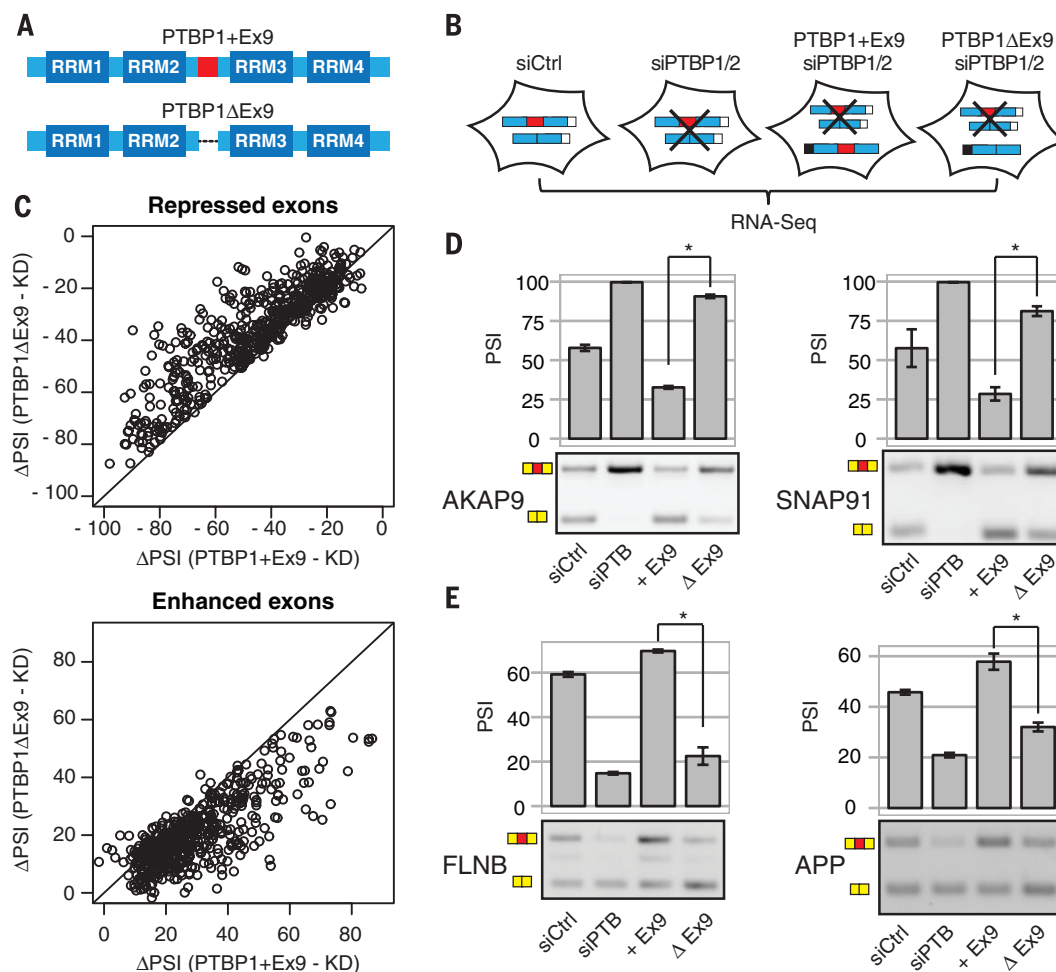 A
PTBP1+Ex9
RRM1 RRM2 RRM3 RRM4
PTBP1ΔEx9
RRM1 RRM2 RRM3 RRM4
B
siCtrl
siPTBP1/2
PTBP1+Ex9
siPTBP1/2
PTBP1ΔEx9
siPTBP1/2
RNA-Seq
C
Repressed exons
0
- 20
- 40
- 60
- 80
- 100
ΔPSI (PTBP1ΔEx9 - KD)
- 100 - 80 - 60 - 40 - 20 0
ΔPSI (PTBP1+Ex9 - KD)
Enhanced exons
80
60
40
20
0
ΔPSI (PTBP1ΔEx9 - KD)
0 20 40 60 80
ΔPSI (PTBP1+Ex9 - KD)
D
*
100
75
50
25
0
PSI
AKAP9
siCtrl siPTB + Ex9 Δ Ex9
*
100
75
50
25
0
PSI
SNAP91
siCtrl siPTB + Ex9 Δ Ex9
E
*
60
40
20
0
PSI
FLNB
siCtrl siPTB + Ex9 Δ Ex9
*
60
40
20
0
PSI
APP
siCtrl siPTB + Ex9 Δ Ex9